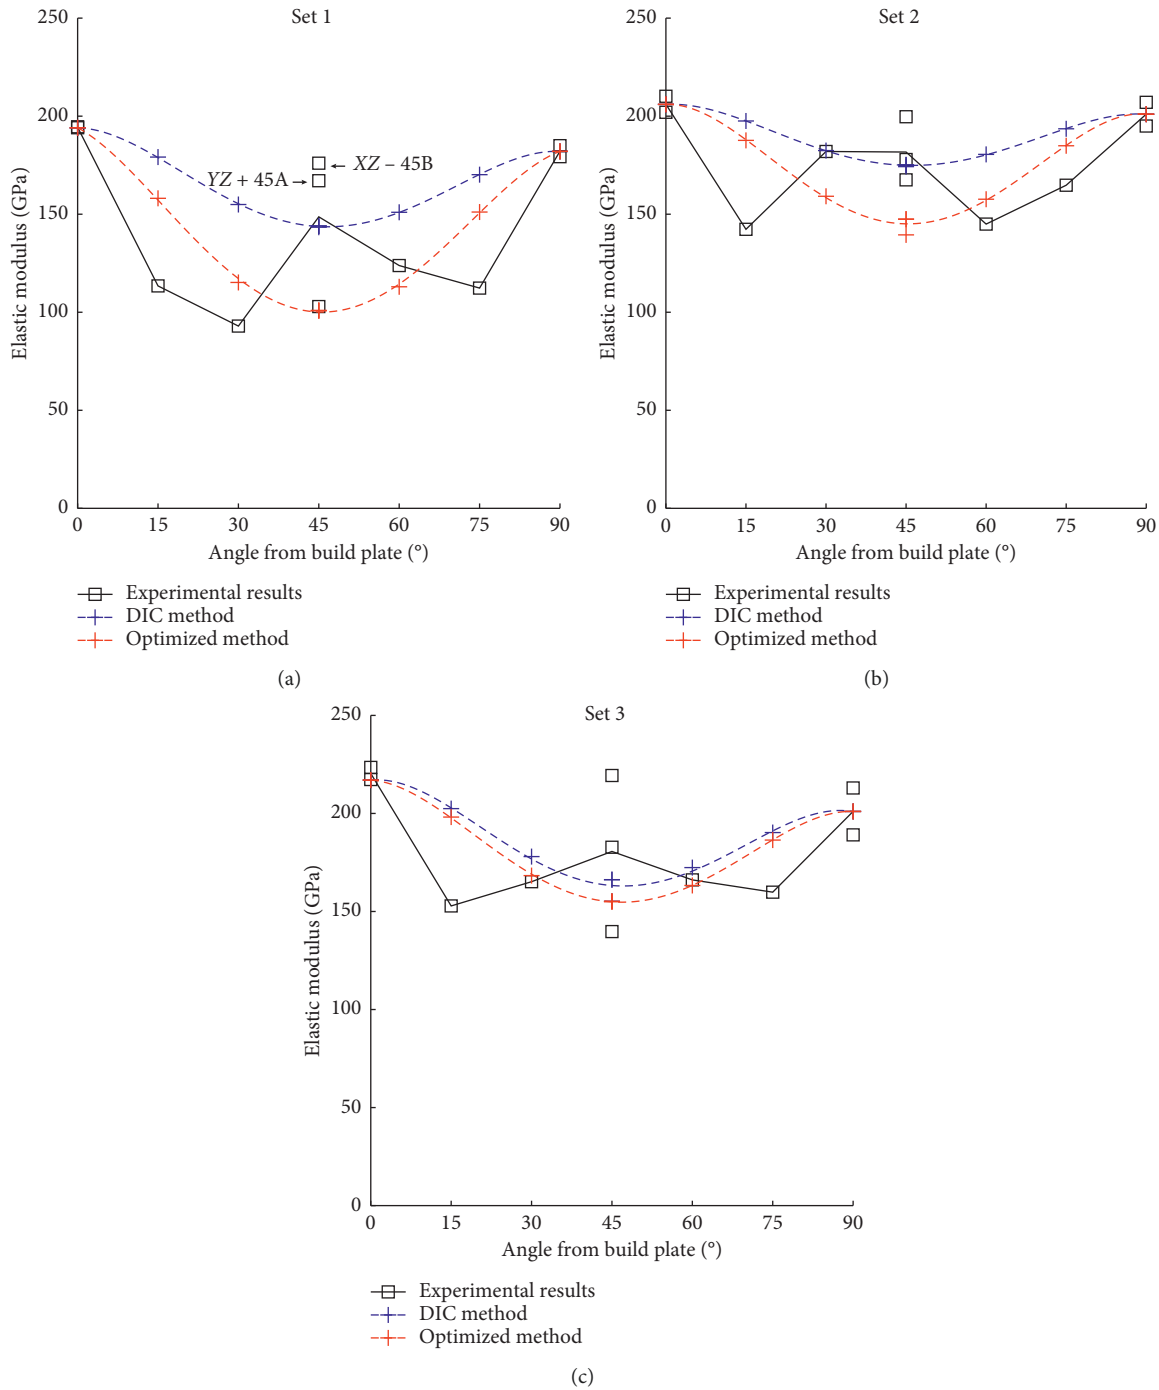 Set 1
250
200
150
100
50
0
Elastic modulus (GPa)
XZ – 45B
YZ + 45A
0 15 30 45 60 75 90
Angle from build plate (°)
Experimental results
DIC method
Optimized method
(a)
Set 2
250
200
150
100
50
0
Elastic modulus (GPa)
0 15 30 45 60 75 90
Angle from build plate (°)
Experimental results
DIC method
Optimized method
(b)
Set 3
250
200
150
100
50
0
Elastic modulus (GPa)
0 15 30 45 60 75 90
Angle from build plate (°)
Experimental results
DIC method
Optimized method
(c)